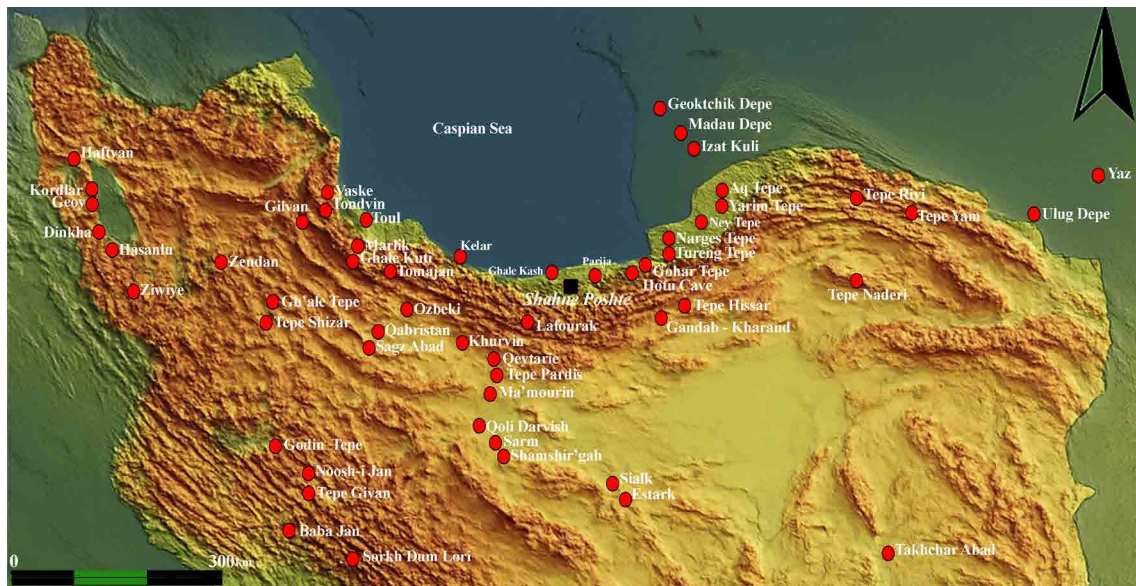 Geoktchik Depe
Madau Depe
Caspian Sea
Izat Kuli
Haftvan
Yaz
Kordlar
Geoy
Vaske
Aq Tepe
Tepe Rivi
Tondvin
Yarim Tepe
Gilvan
Toul
Ney Tepe
Tepe Yam
Ulug Depe
Dinkha
Narges Tepe
Hasanlu
Marlik
Kelar
Tureng Tepe
Zendan
Ghale Kuti
Parija
Tomajan
Ghale Kash
Gohar Tepe
Hotu Cave
Ziwiye
Shahne Poshte
Tepe Naderi
Gh'ale Tepe
Ozbeki
Tepe Hissar
Tepe Shizar
Lafourak
Gandab - Kharand
Qabristan
Khurvin
Sagz Abad
Qeytarie
Tepe Pardis
Ma'mourin
Qoli Darvish
Godin Tepe
Sarm
Shamshir'gah
Noosh-i Jan
Sialk
Tepe Giyan
Estark
Baba Jan
Takhchar Abad
Sorkh Dum Lori
0 300km